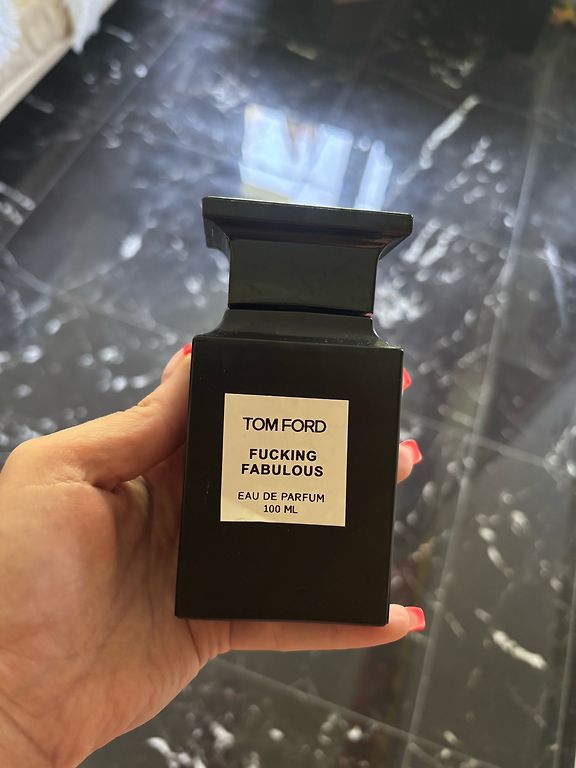 TOM FORD
FUCKING
FABULOUS
EAU DE PARFUM
100 ML